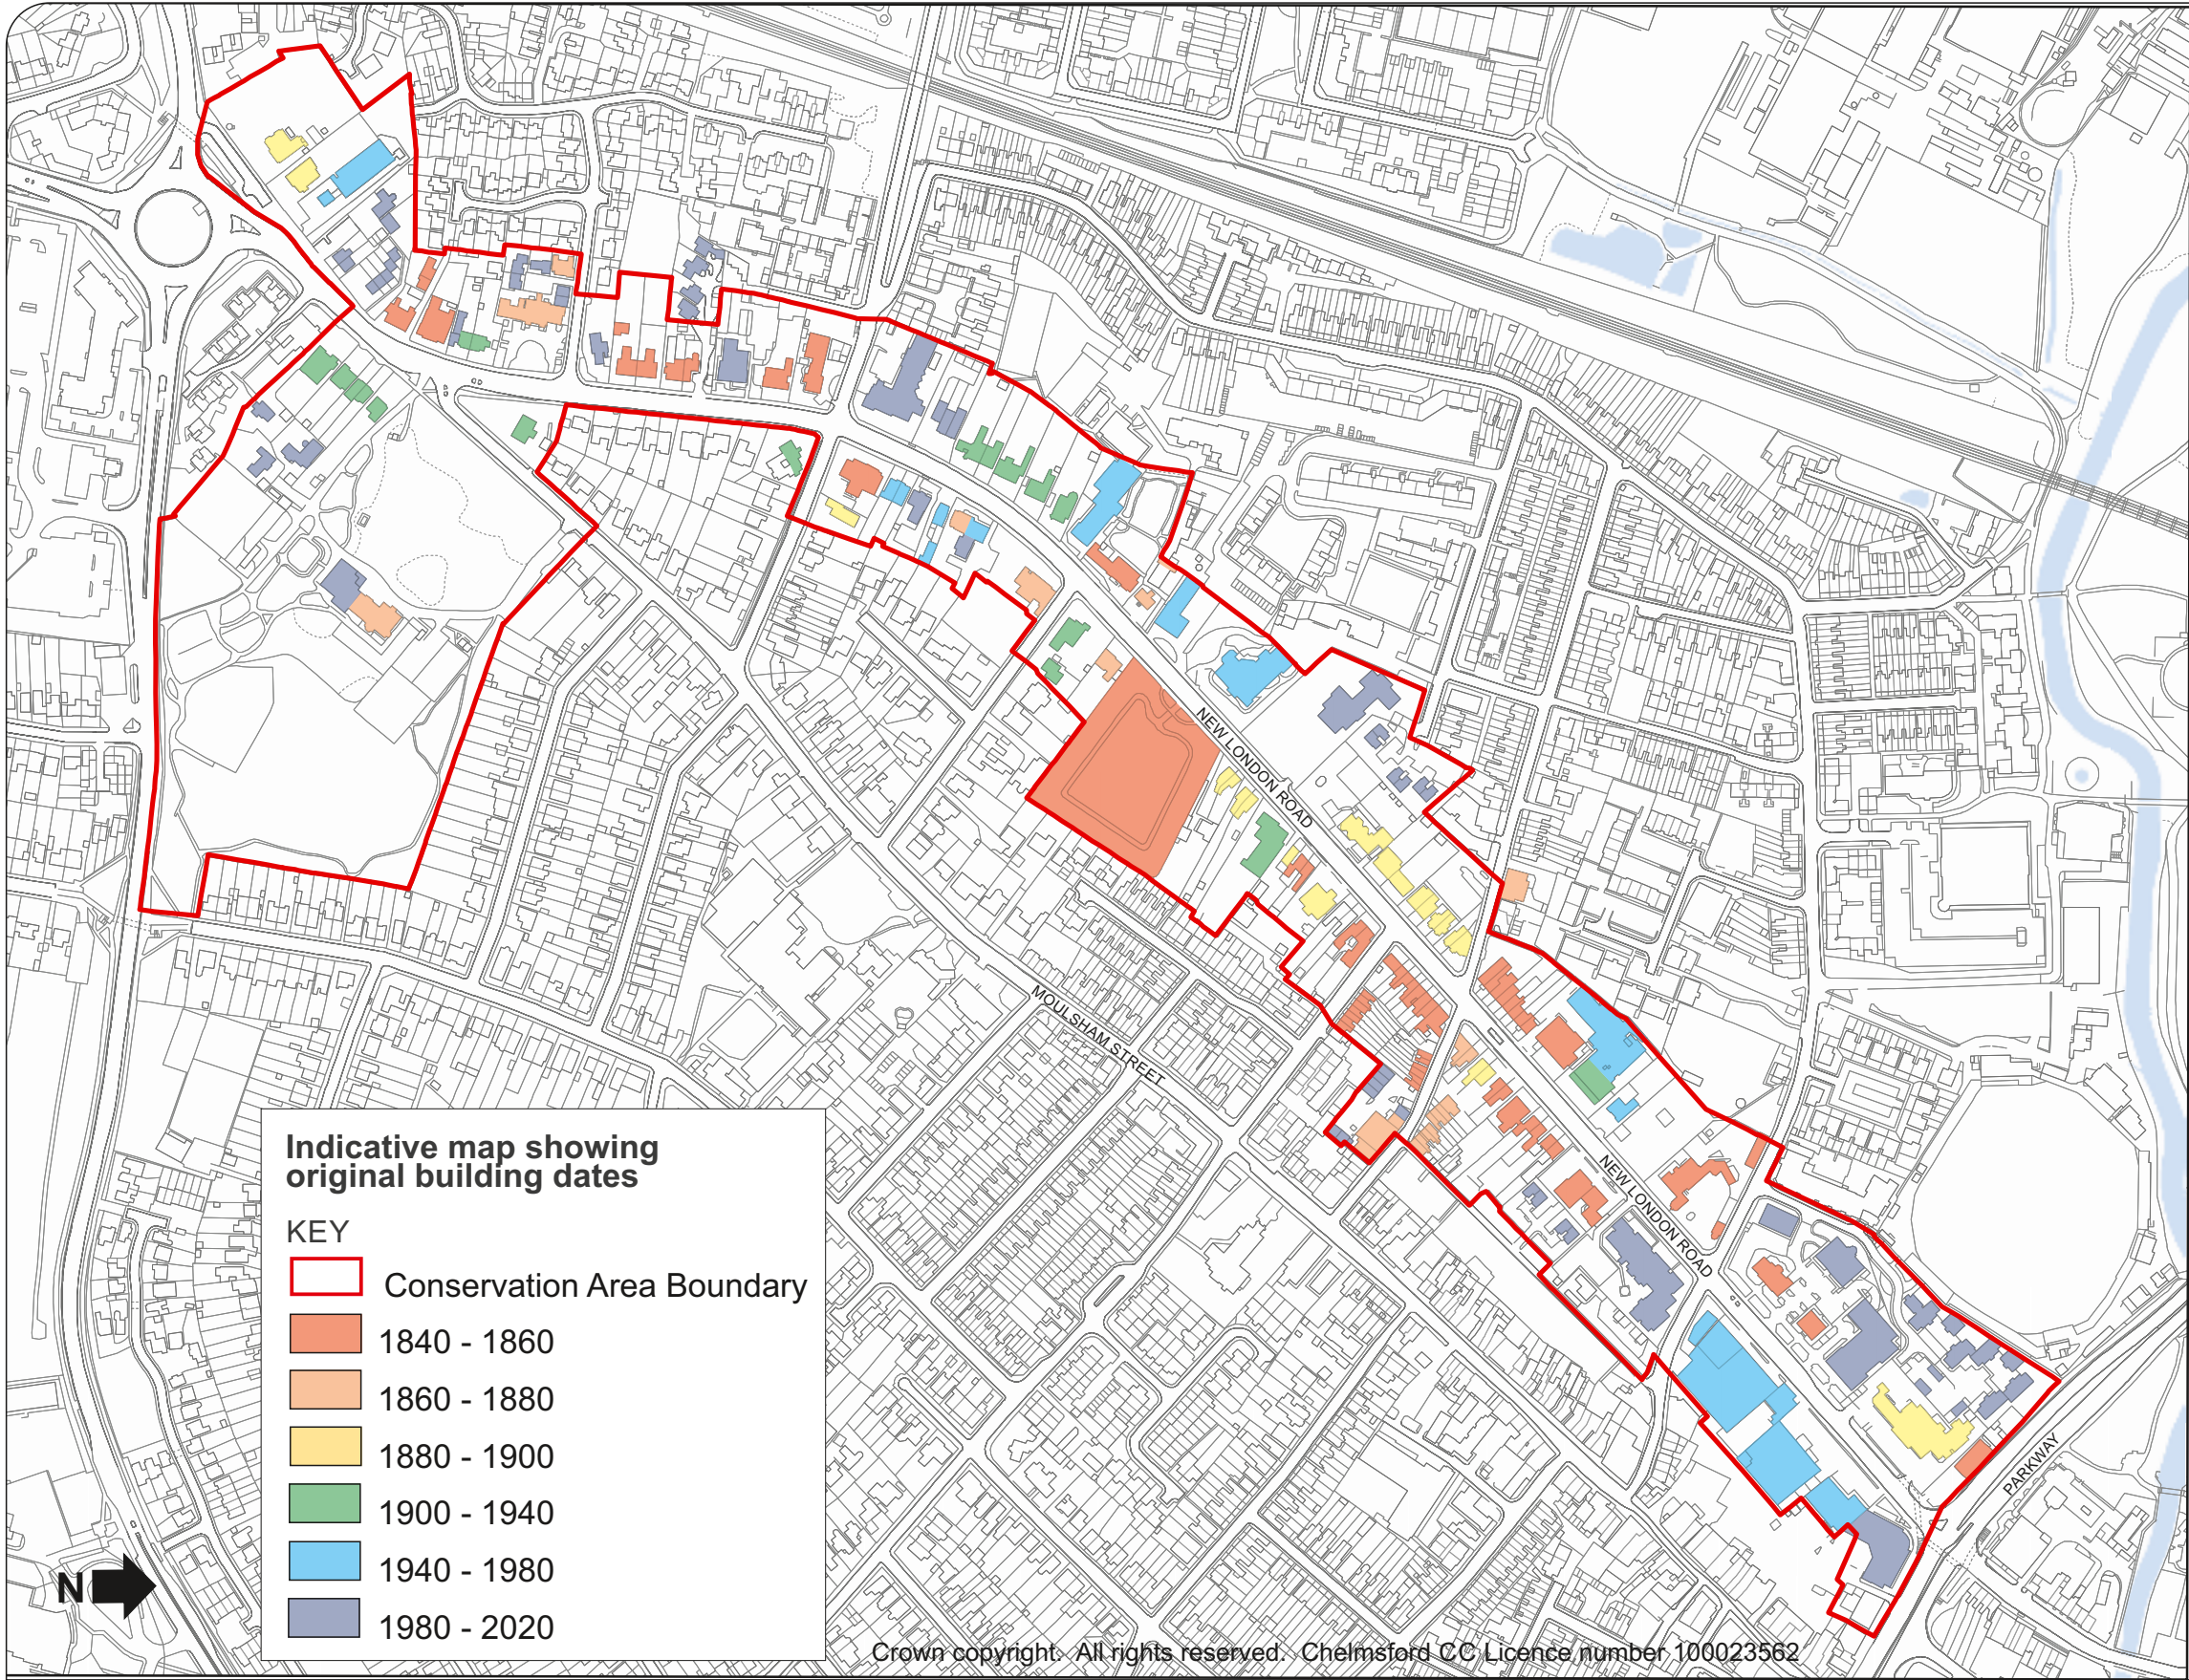 NEW LONDON ROAD
MOULSHAM STREET
NEW LONDON ROAD
PARKWAY
Indicative map showing
original building dates
KEY
Conservation Area Boundary
1840 - 1860
1860 - 1880
1880 - 1900
1900 - 1940
1940 - 1980
1980 - 2020
N
Crown copyright. All rights reserved. Chelmsford CC Licence number 100023562